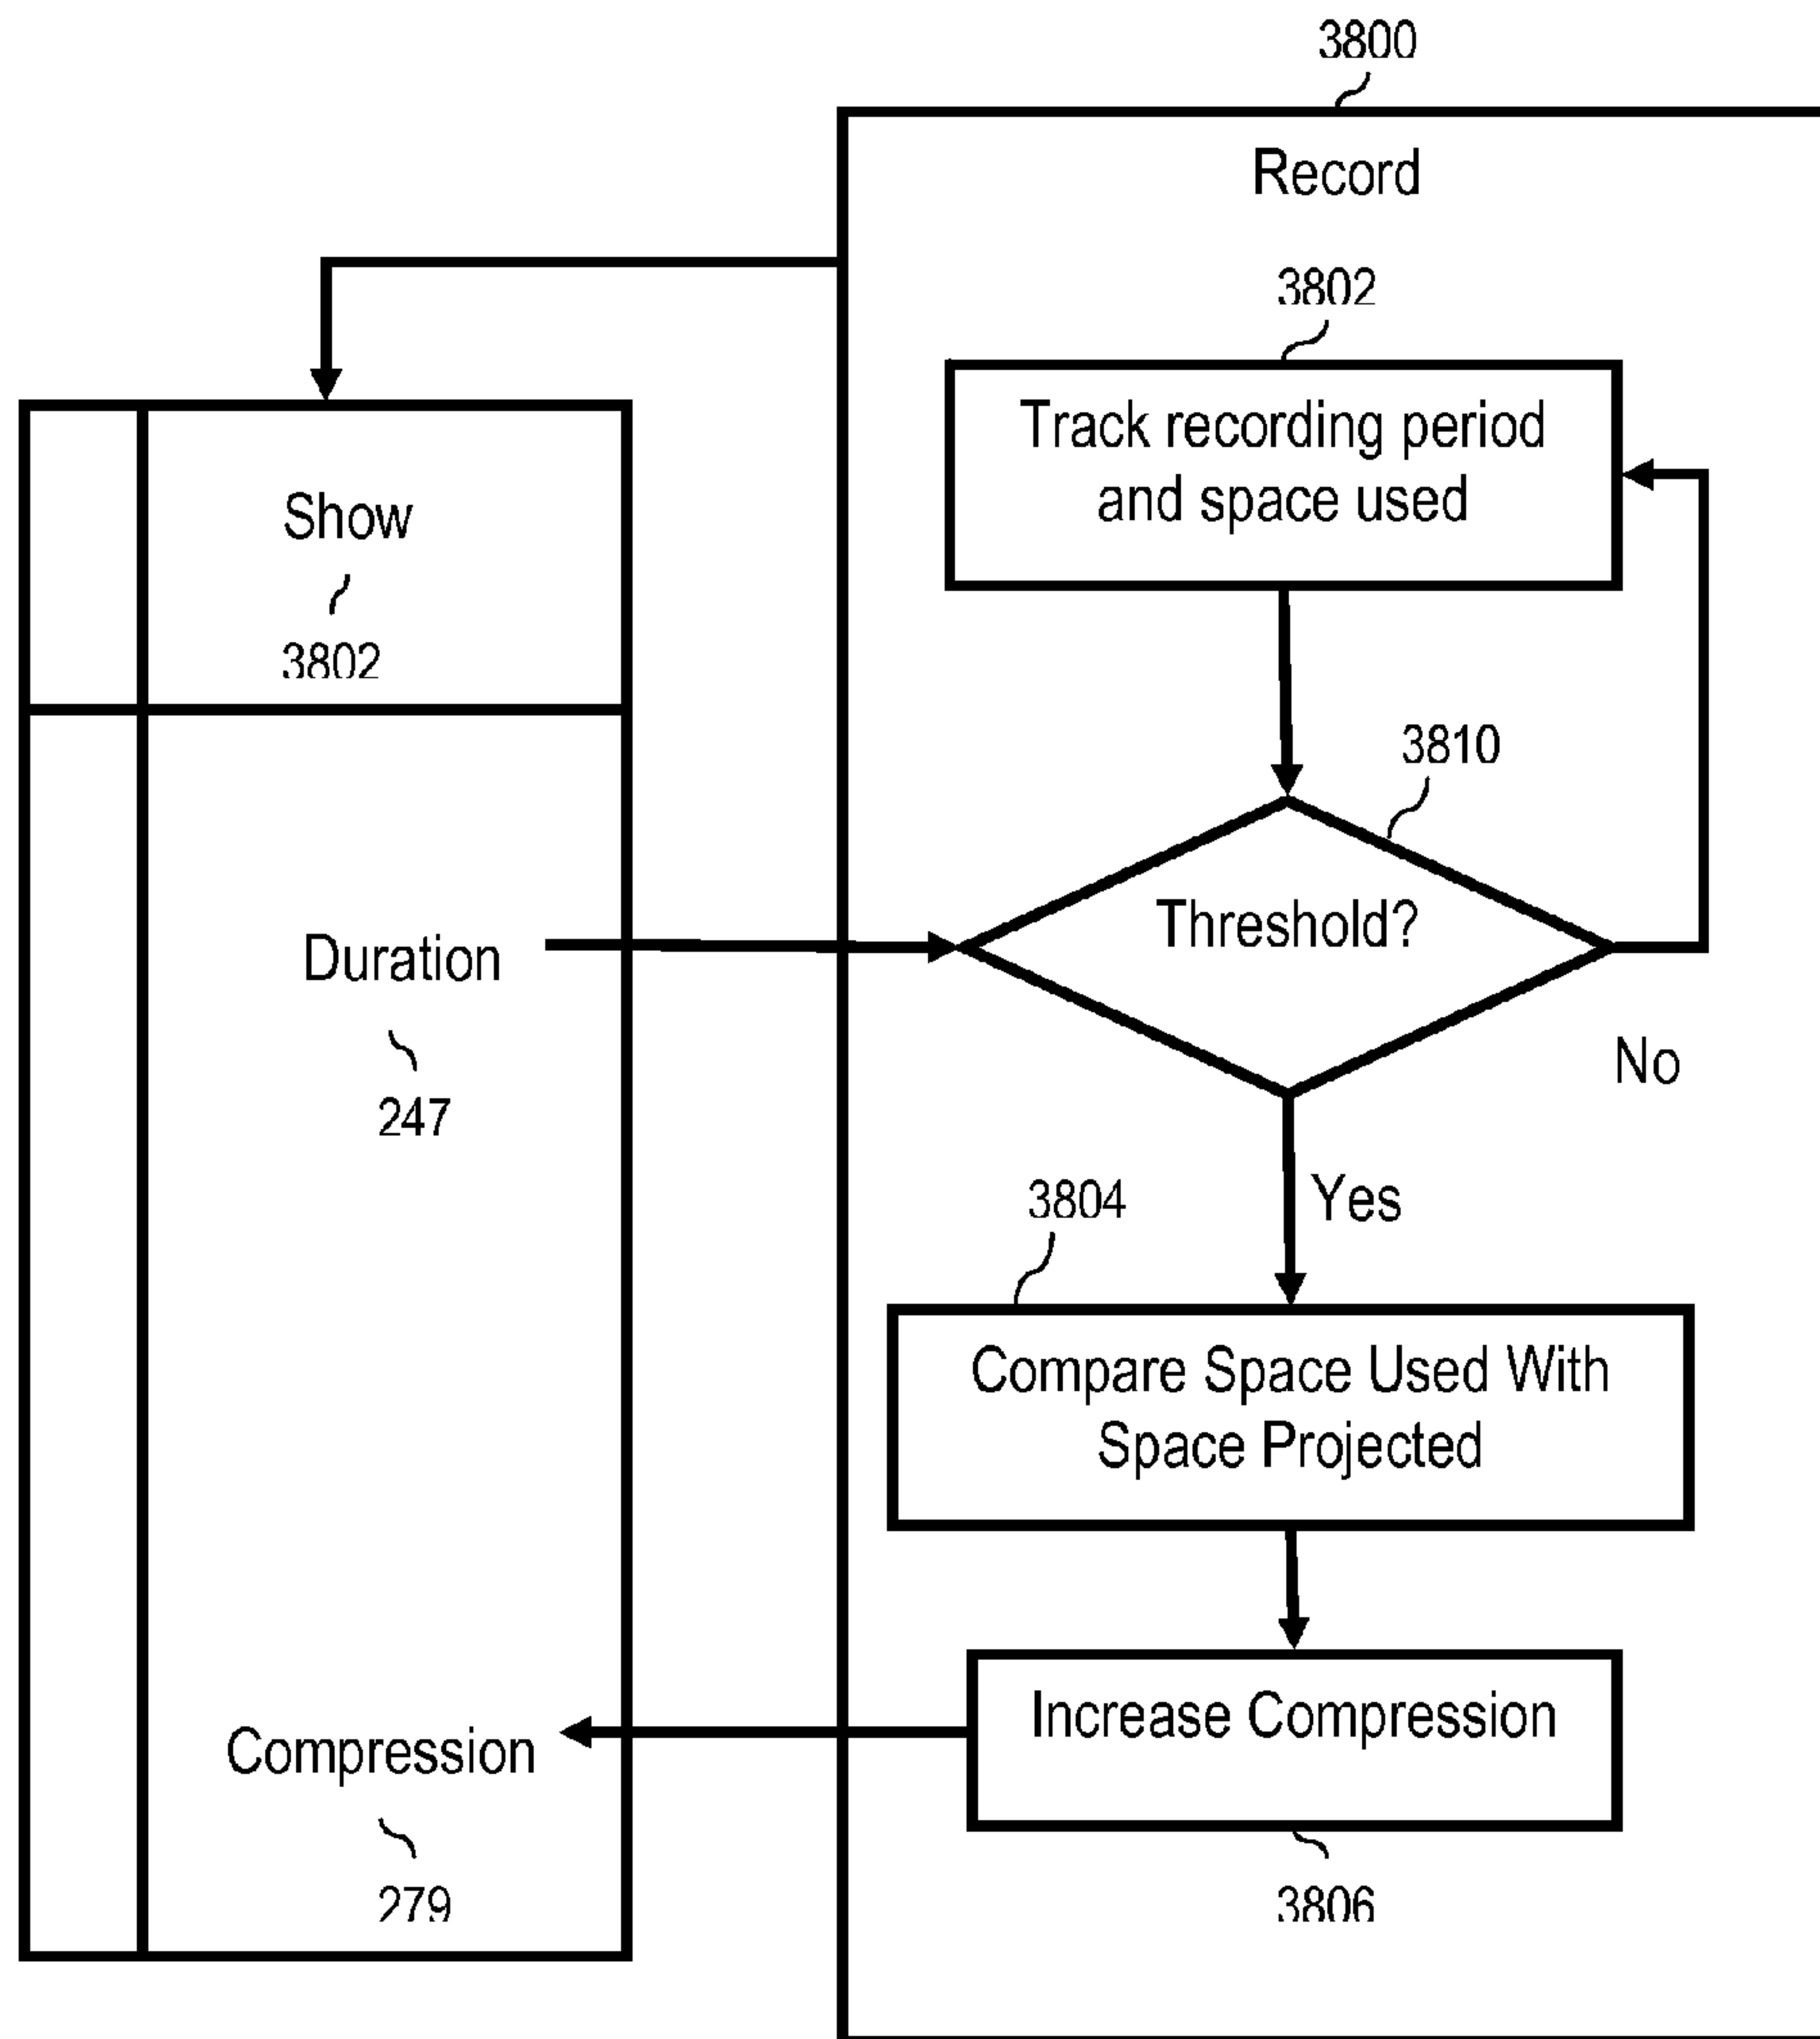 3800
Record
3802
Track recording period
and space used
Show
3802
3810
Threshold?
Duration
247
No
Yes
3804
Compare Space Used With
Space Projected
Increase Compression
Compression
279
3806